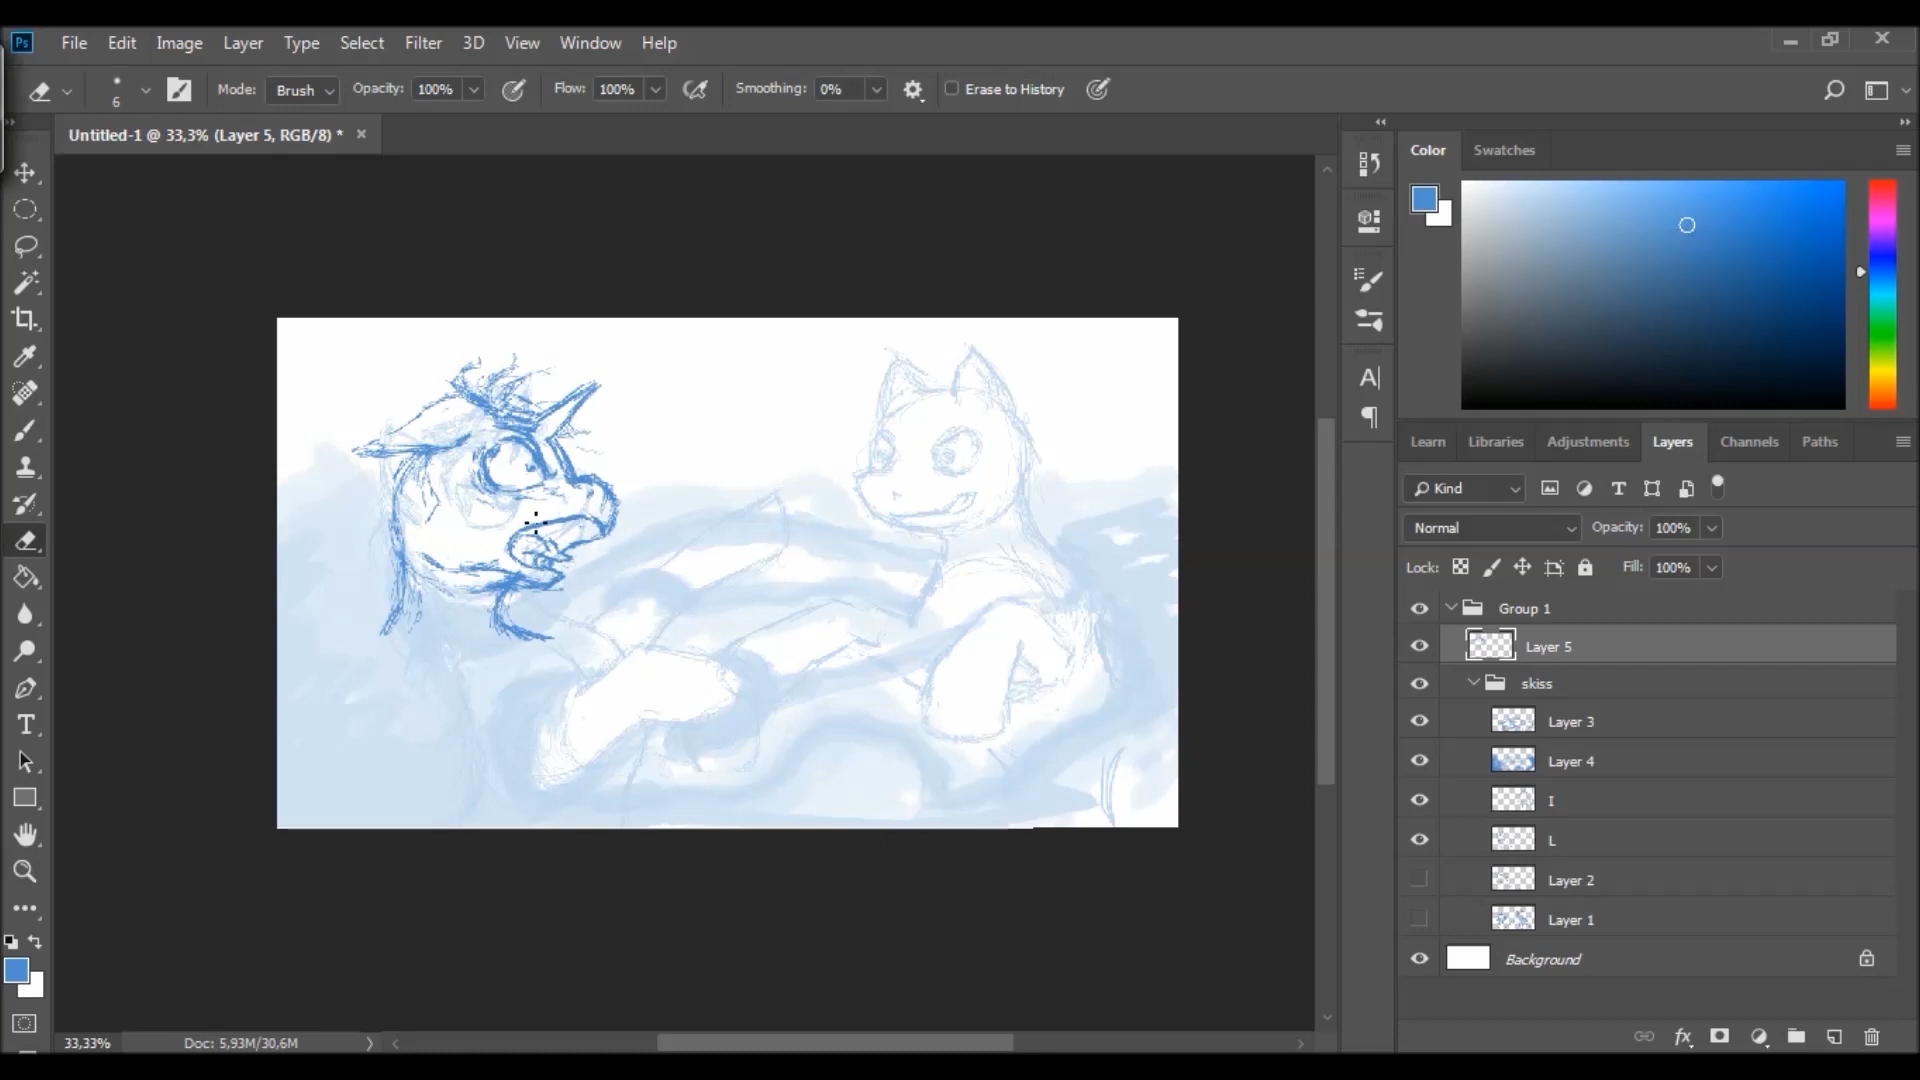 Ps File Edit Image Layer Type Select Filter 3D View Window Help
6 Mode: Brush Opacity: 100% Flow: 100% Smoothing: 0% Erase to History
Untitled-1 @ 33,3% (Layer 5, RGB/8) *
Color Swatches
Learn Libraries Adjustments Layers Channels Paths
Kind
Normal Opacity: 100%
Lock: Fill: 100%
Group 1
Layer 5
skiss
Layer 3
Layer 4
I
L
Layer 2
Layer 1
Background
33,33% Doc: 5,93M/30,6M